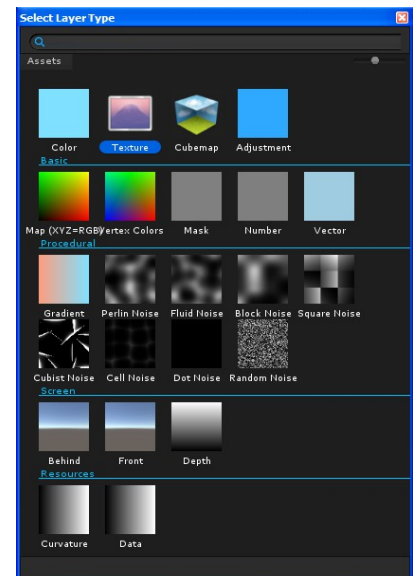 Select Layer Type
Assets
Color Texture Cubemap Adjustment
Basic
Map (XYZ=RGB) Vertex Colors Mask Number Vector
Procedural
Gradient Perlin Noise Fluid Noise Block Noise Square Noise
Cubist Noise Cell Noise Dot Noise Random Noise
Screen
Behind Front Depth
Resources
Curvature Data